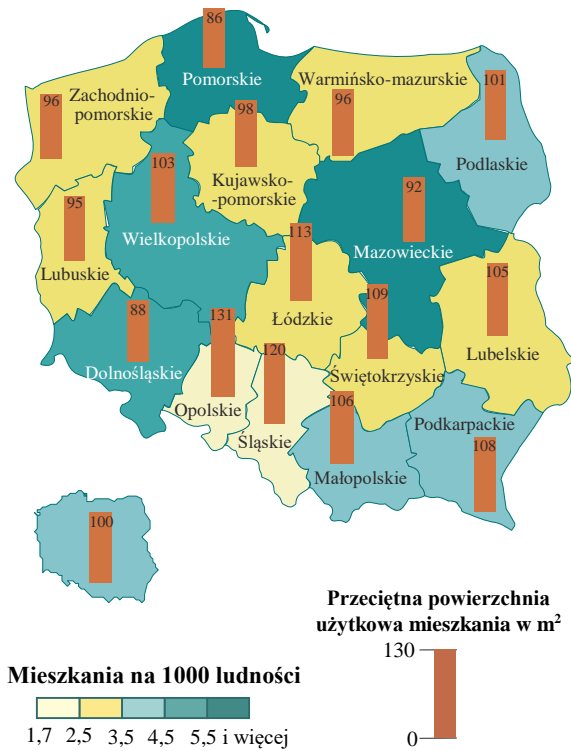 86
Pomorskie
Zachodnio-
pomorskie
96
Warmińsko-mazurskie
96
101
Podlaskie
98
Kujawsko-
-pomorskie
103
Wielkopolskie
92
Mazowieckie
95
Lubuskie
113
Łódzkie
105
Lubelskie
88
Dolnośląskie
131
Opolskie
120
Śląskie
109
Świętokrzyskie
106
Małopolskie
Podkarpackie
108
100
Przeciętna powierzchnia
użytkowa mieszkania w m²
130
0
Mieszkania na 1000 ludności
1,7 2,5 3,5 4,5 5,5 i więcej